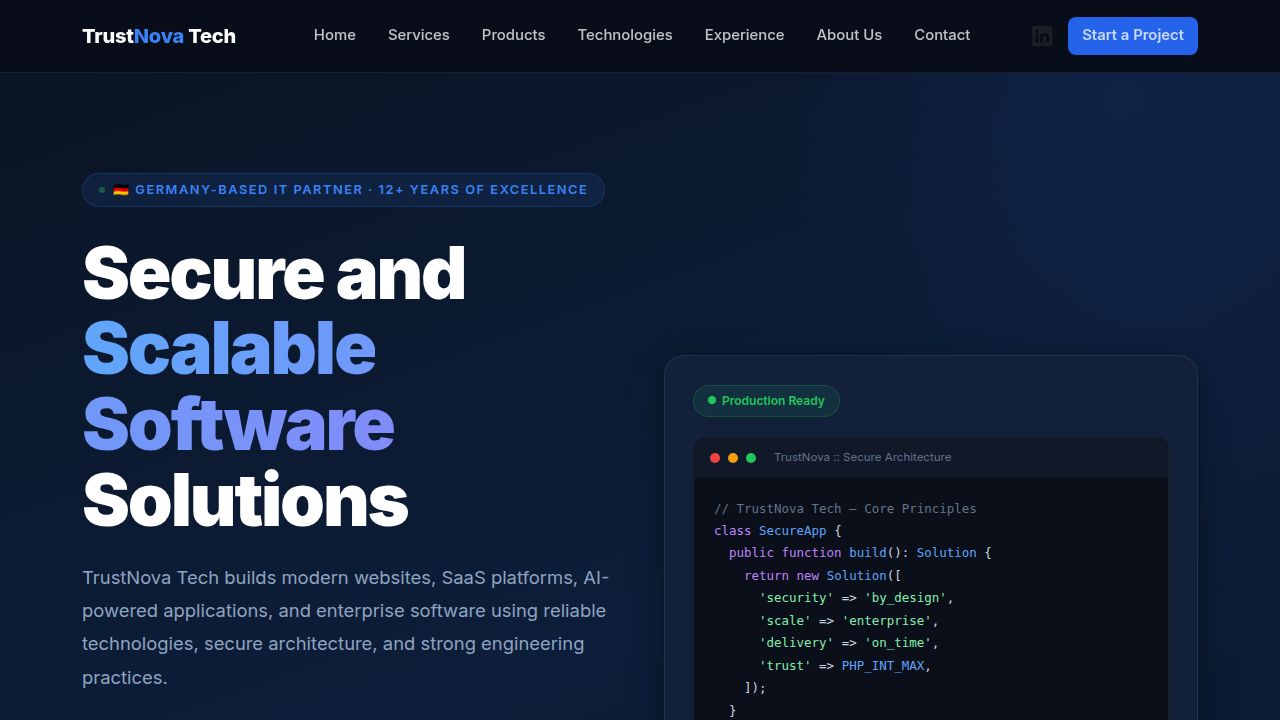 TrustNova Tech
Home Services Products Technologies Experience About Us Contact
in
Start a Project
GERMANY-BASED IT PARTNER · 12+ YEARS OF EXCELLENCE
Secure and
Scalable
Software
Solutions
TrustNova Tech builds modern websites, SaaS platforms, AI-
powered applications, and enterprise software using reliable
technologies, secure architecture, and strong engineering
practices.
Production Ready
TrustNova :: Secure Architecture
// TrustNova Tech — Core Principles
class SecureApp {
  public function build(): Solution {
    return new Solution([
      'security' => 'by_design',
      'scale' => 'enterprise',
      'delivery' => 'on_time',
      'trust' => PHP_INT_MAX,
    ]);
  }